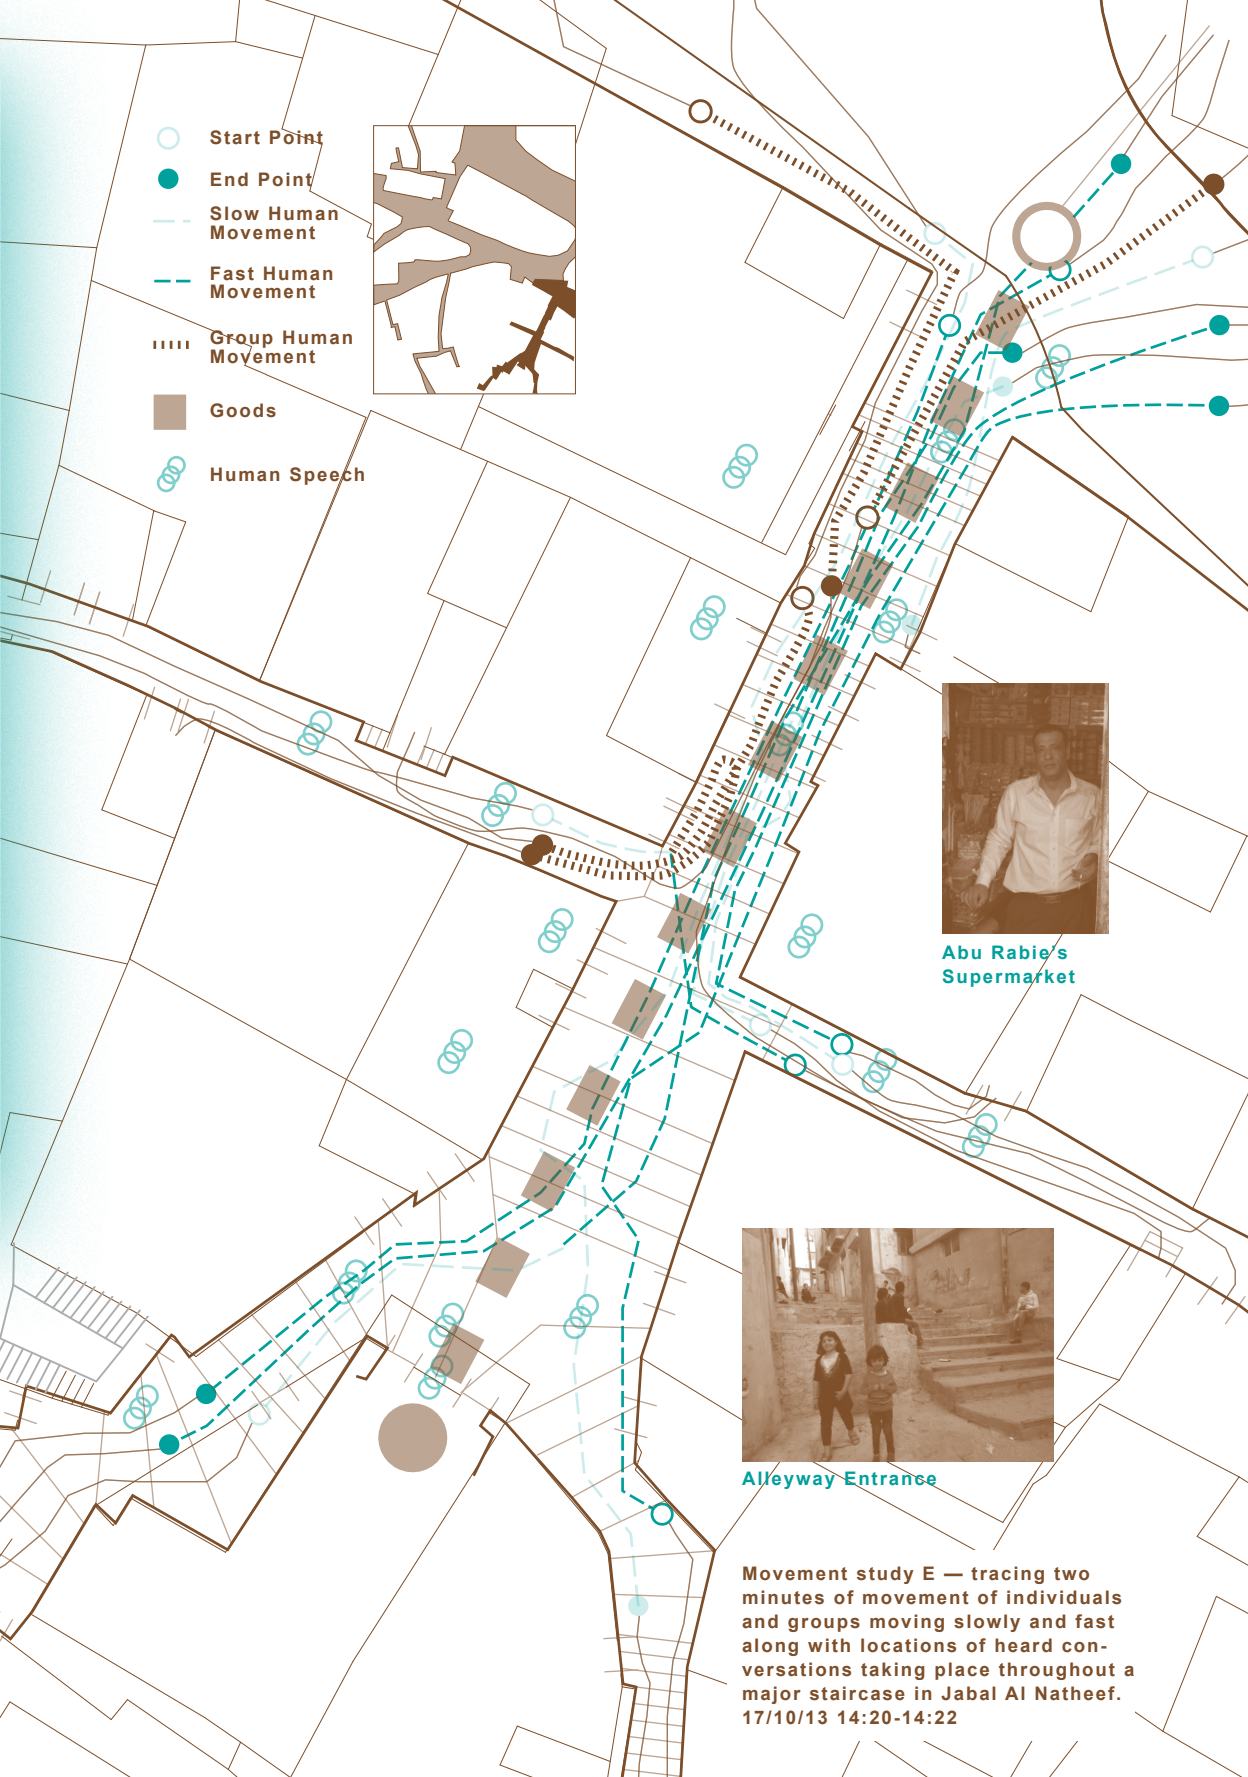 Start Point
End Point
Slow Human
Movement
Fast Human
Movement
Group Human
Movement
Goods
Human Speech
Abu Rabie's
Supermarket
Alleyway Entrance
Movement study E — tracing two
minutes of movement of individuals
and groups moving slowly and fast
along with locations of heard con-
versations taking place throughout a
major staircase in Jabal Al Natheef.
17/10/13 14:20-14:22